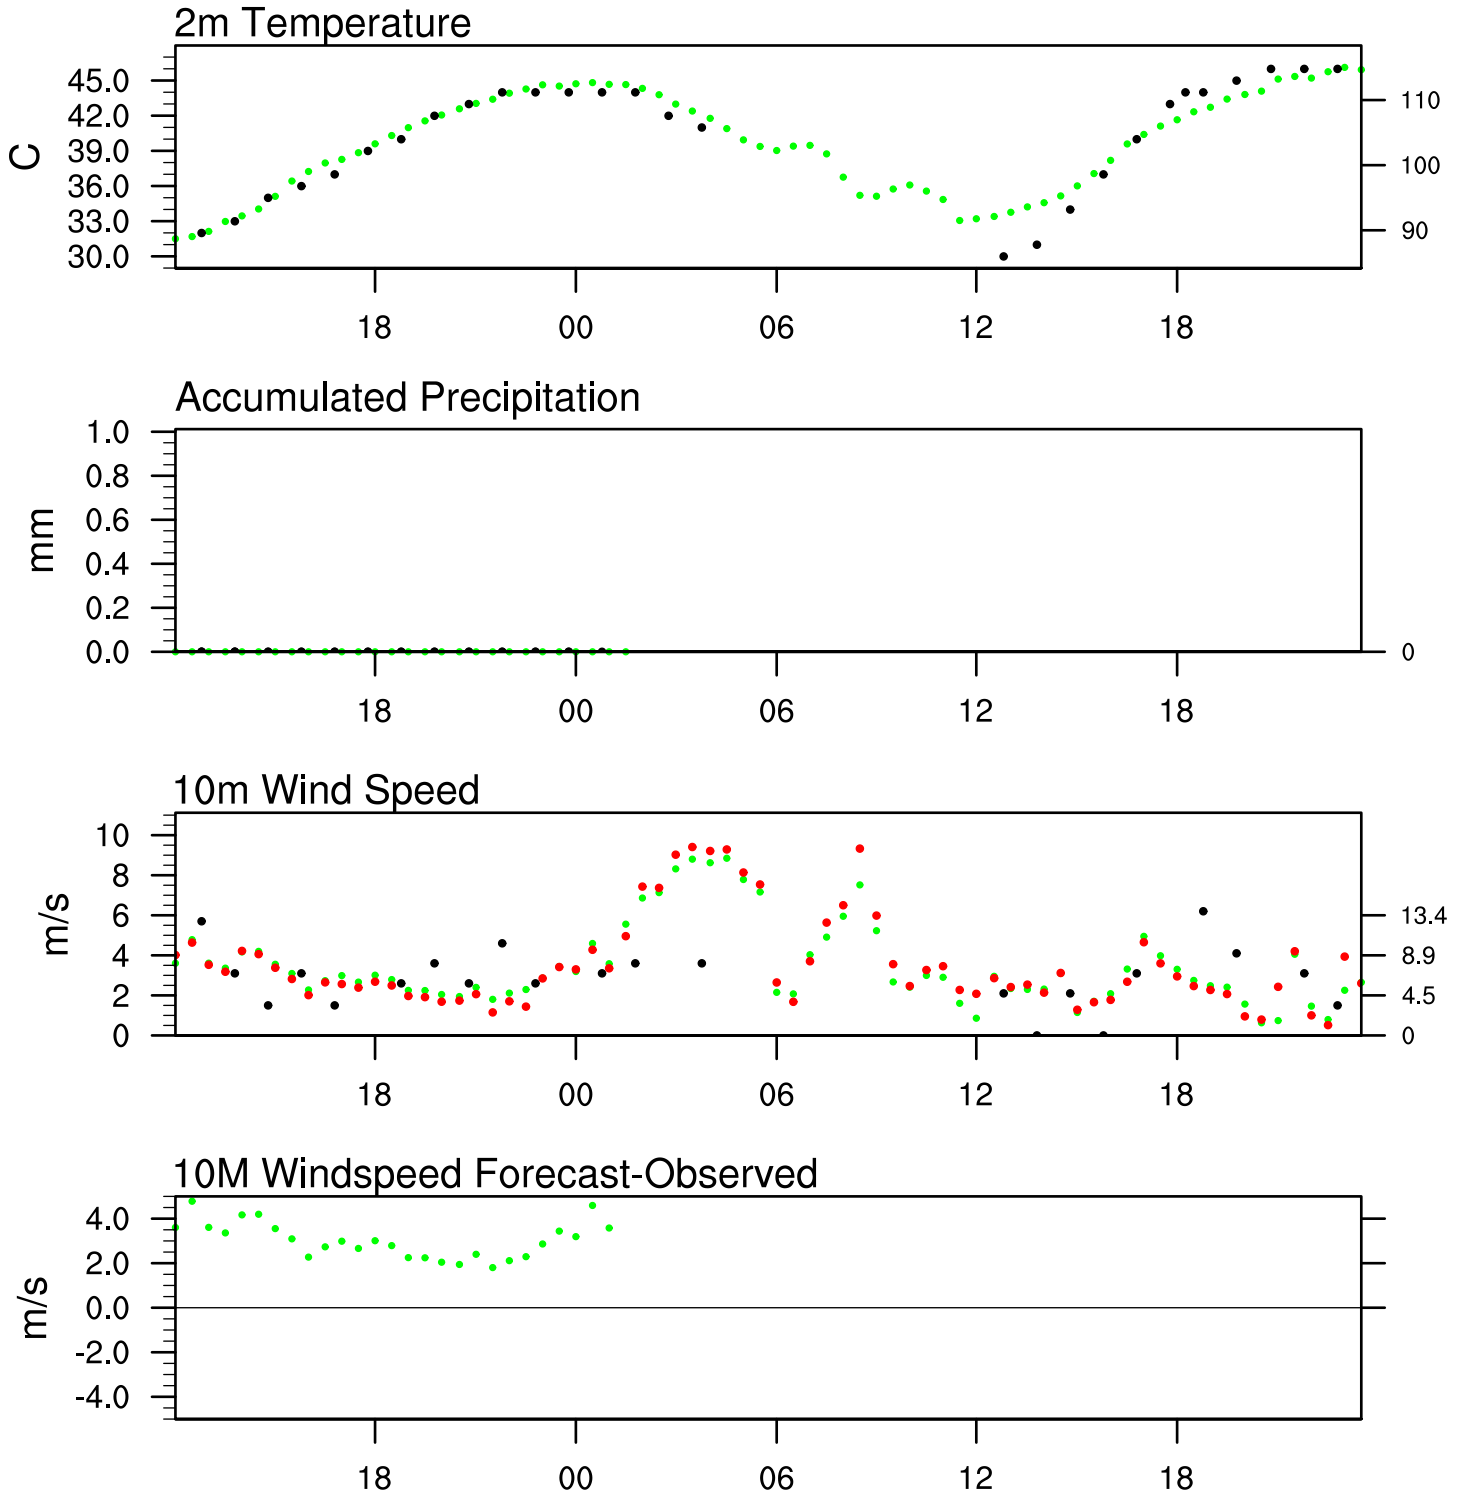 2m Temperature
45.0
42.0
39.0
36.0
33.0
30.0
C
110
100
90
18 00 06 12 18
Accumulated Precipitation
1.0
0.8
0.6
0.4
0.2
0.0
mm
0
18 00 06 12 18
10m Wind Speed
10
8
6
4
2
0
m/s
13.4
8.9
4.5
0
18 00 06 12 18
10M Windspeed Forecast-Observed
4.0
2.0
0.0
-2.0
-4.0
m/s
18 00 06 12 18